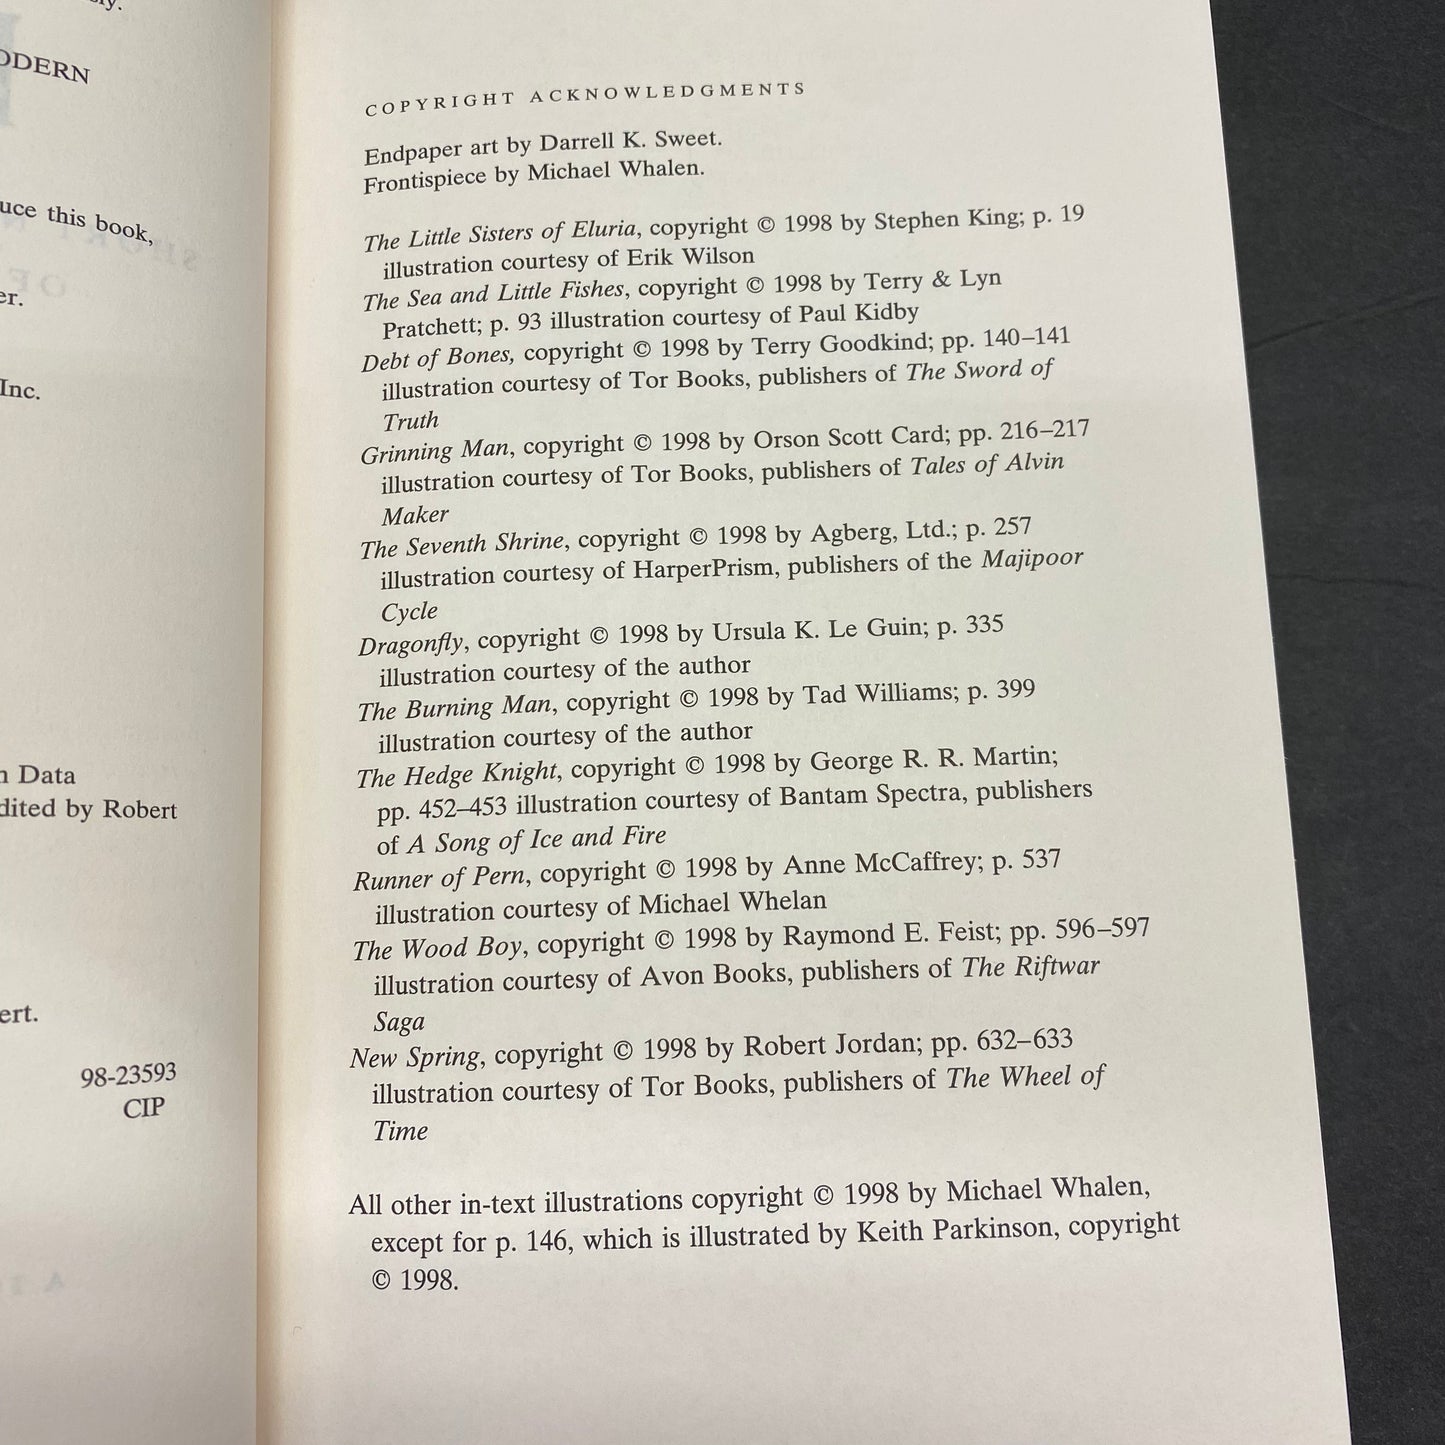 ODERN
uce this book,
er.
Inc.
n Data
dited by Robert
ert.
98-23593
CIP
COPYRIGHT ACKNOWLEDGMENTS
Endpaper art by Darrell K. Sweet.
Frontispiece by Michael Whalen.
The Little Sisters of Eluria, copyright © 1998 by Stephen King; p. 19
illustration courtesy of Erik Wilson
The Sea and Little Fishes, copyright © 1998 by Terry & Lyn
Pratchett; p. 93 illustration courtesy of Paul Kidby
Debt of Bones, copyright © 1998 by Terry Goodkind; pp. 140–141
illustration courtesy of Tor Books, publishers of The Sword of
Truth
Grinning Man, copyright © 1998 by Orson Scott Card; pp. 216–217
illustration courtesy of Tor Books, publishers of Tales of Alvin
Maker
The Seventh Shrine, copyright © 1998 by Agberg, Ltd.; p. 257
illustration courtesy of HarperPrism, publishers of the Majipoor
Cycle
Dragonfly, copyright © 1998 by Ursula K. Le Guin; p. 335
illustration courtesy of the author
The Burning Man, copyright © 1998 by Tad Williams; p. 399
illustration courtesy of the author
The Hedge Knight, copyright © 1998 by George R. R. Martin;
pp. 452–453 illustration courtesy of Bantam Spectra, publishers
of A Song of Ice and Fire
Runner of Pern, copyright © 1998 by Anne McCaffrey; p. 537
illustration courtesy of Michael Whelan
The Wood Boy, copyright © 1998 by Raymond E. Feist; pp. 596–597
illustration courtesy of Avon Books, publishers of The Riftwar
Saga
New Spring, copyright © 1998 by Robert Jordan; pp. 632–633
illustration courtesy of Tor Books, publishers of The Wheel of
Time
All other in-text illustrations copyright © 1998 by Michael Whalen,
except for p. 146, which is illustrated by Keith Parkinson, copyright
© 1998.